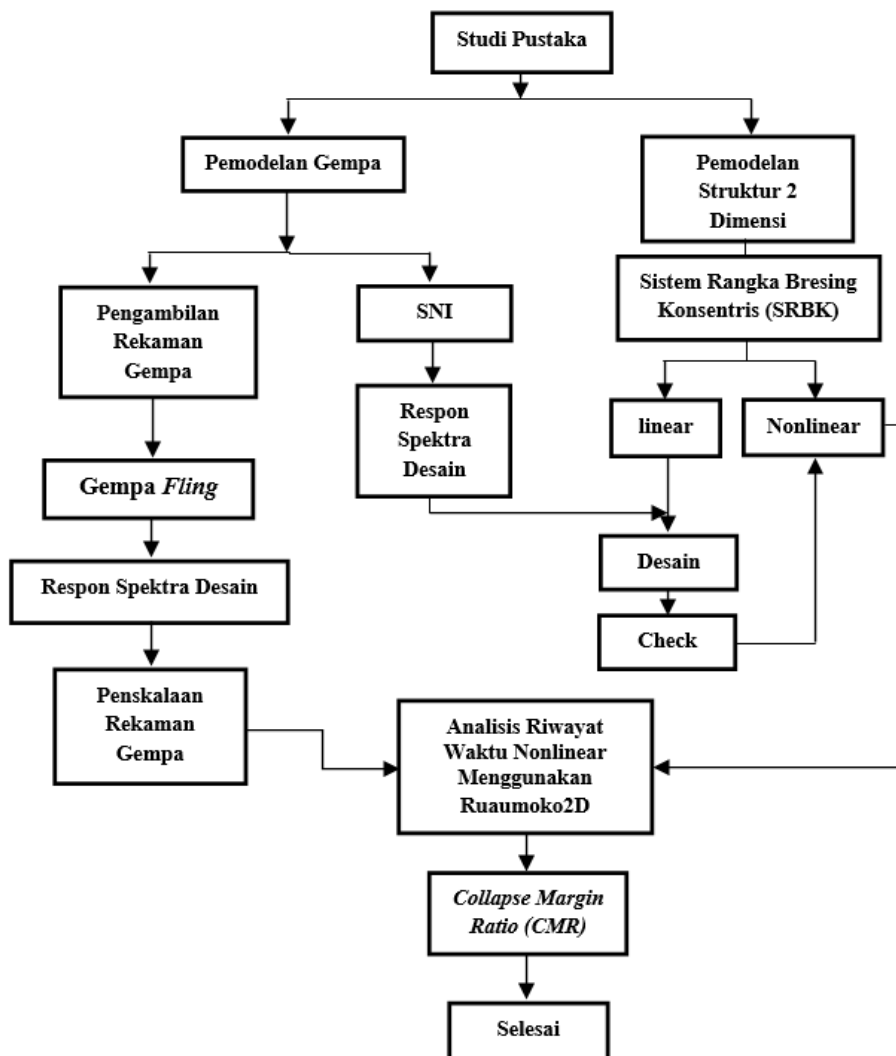 Studi Pustaka
Pemodelan Gempa
Pemodelan
Struktur 2
Dimensi
Sistem Rangka Bresing
Konsentris (SRBK)
Pengambilan
Rekaman
Gempa
SNI
Respon
Spektra
Desain
linear
Nonlinear
Gempa Fling
Desain
Respon Spektra Desain
Check
Penskalaan
Rekaman
Gempa
Analisis Riwayat
Waktu Nonlinear
Menggunakan
Ruaumoko2D
Collapse Margin
Ratio (CMR)
Selesai